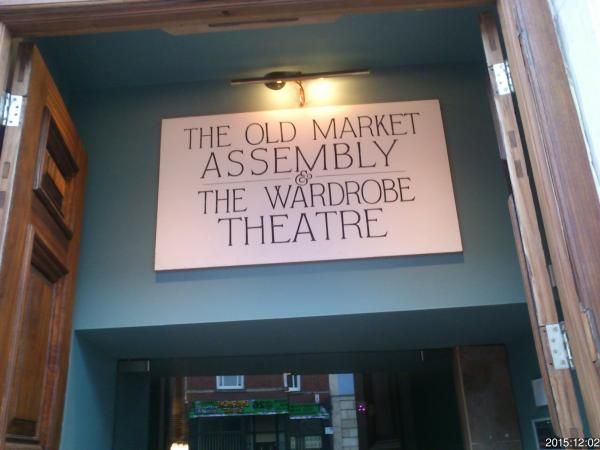 THE OLD MARKET
ASSEMBLY
&
THE WARDROBE
THEATRE
2015:12:02